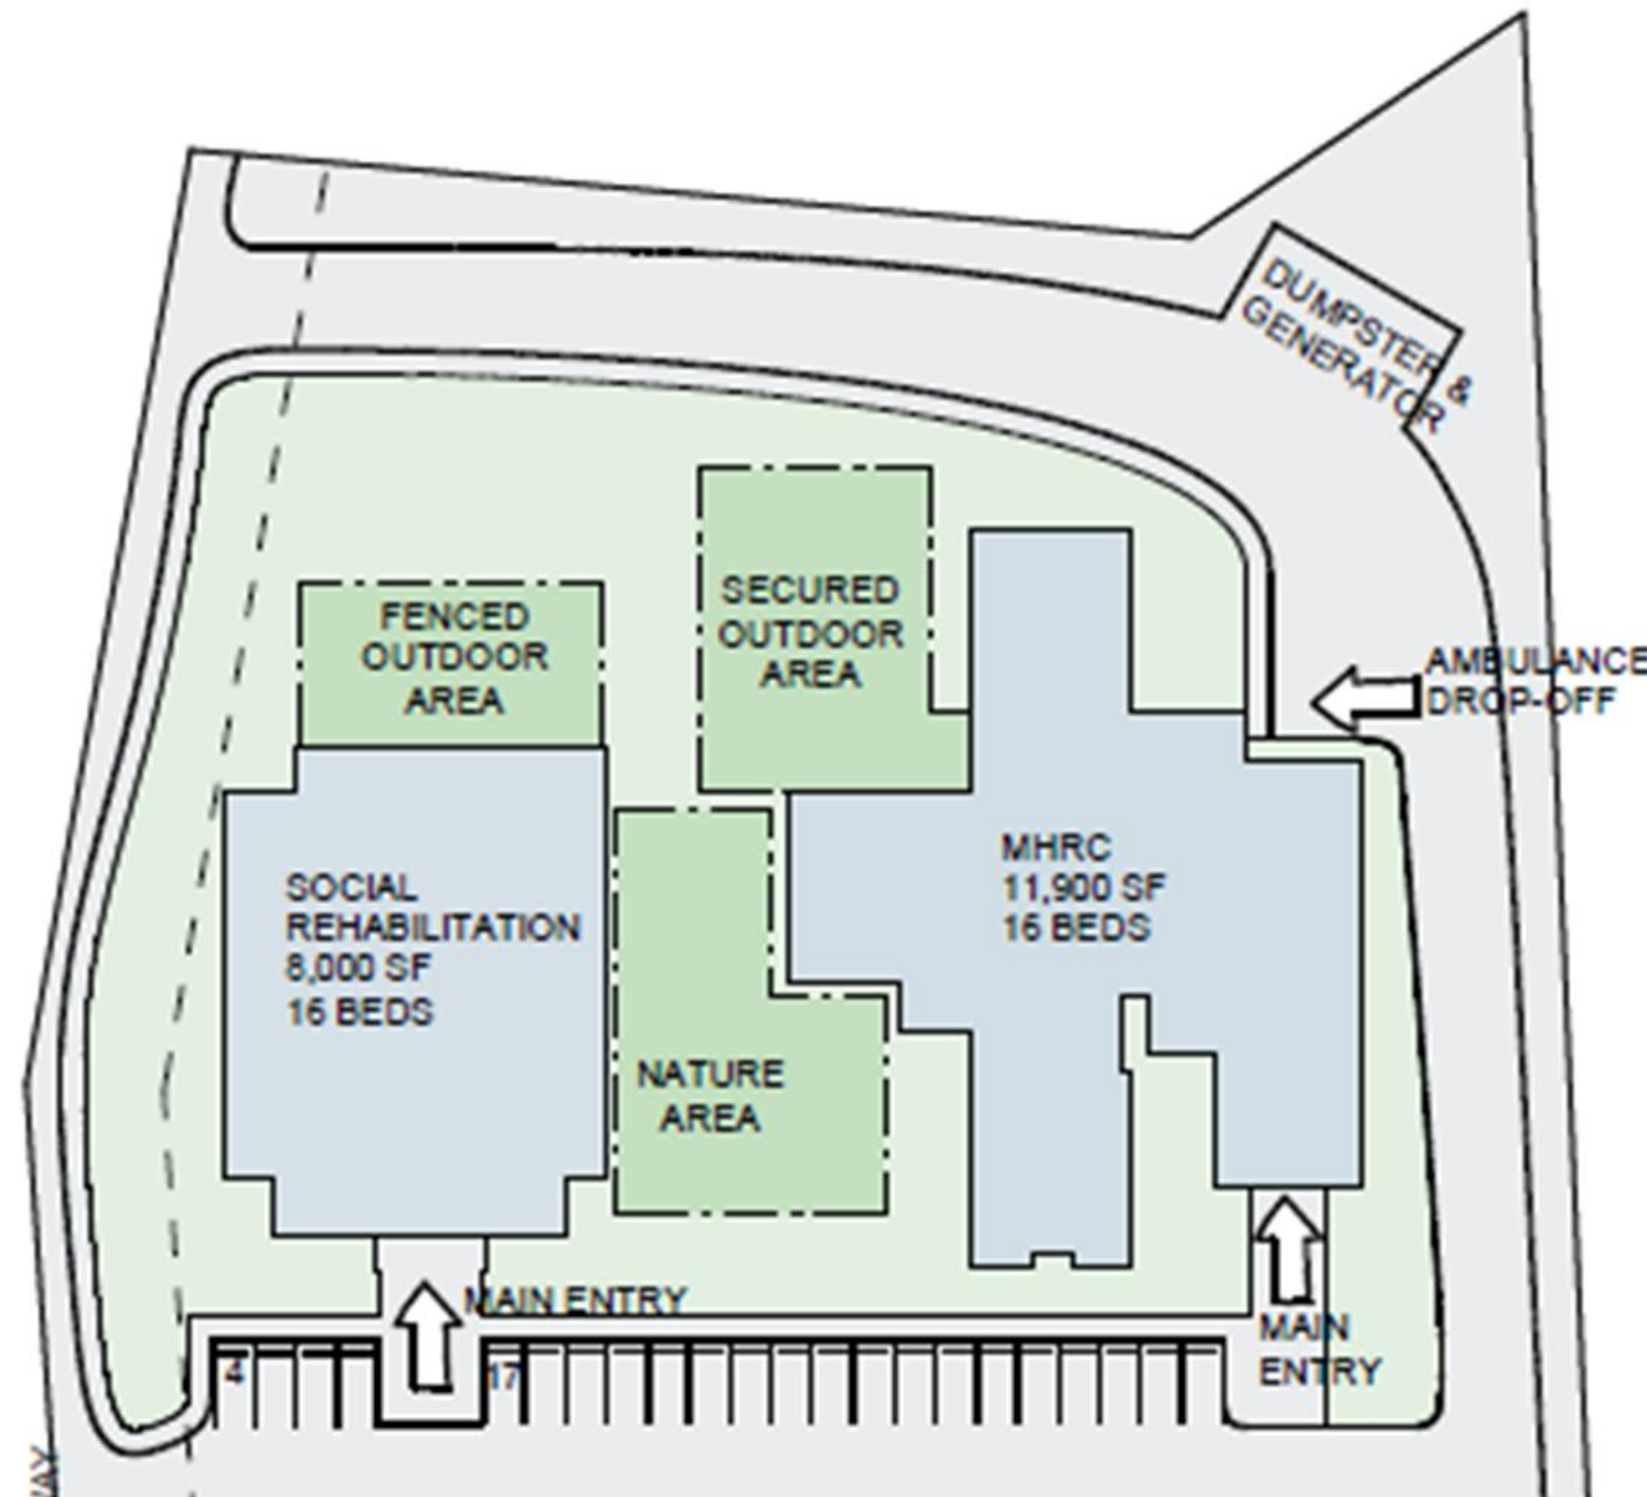 DUMPSTER &
GENERATOR
SECURED
OUTDOOR
AREA
FENCED
OUTDOOR
AREA
AMBULANCE
DROP-OFF
MHRC
11,900 SF
16 BEDS
SOCIAL
REHABILITATION
8,000 SF
16 BEDS
NATURE
AREA
MAIN ENTRY
MAIN
ENTRY
4
17